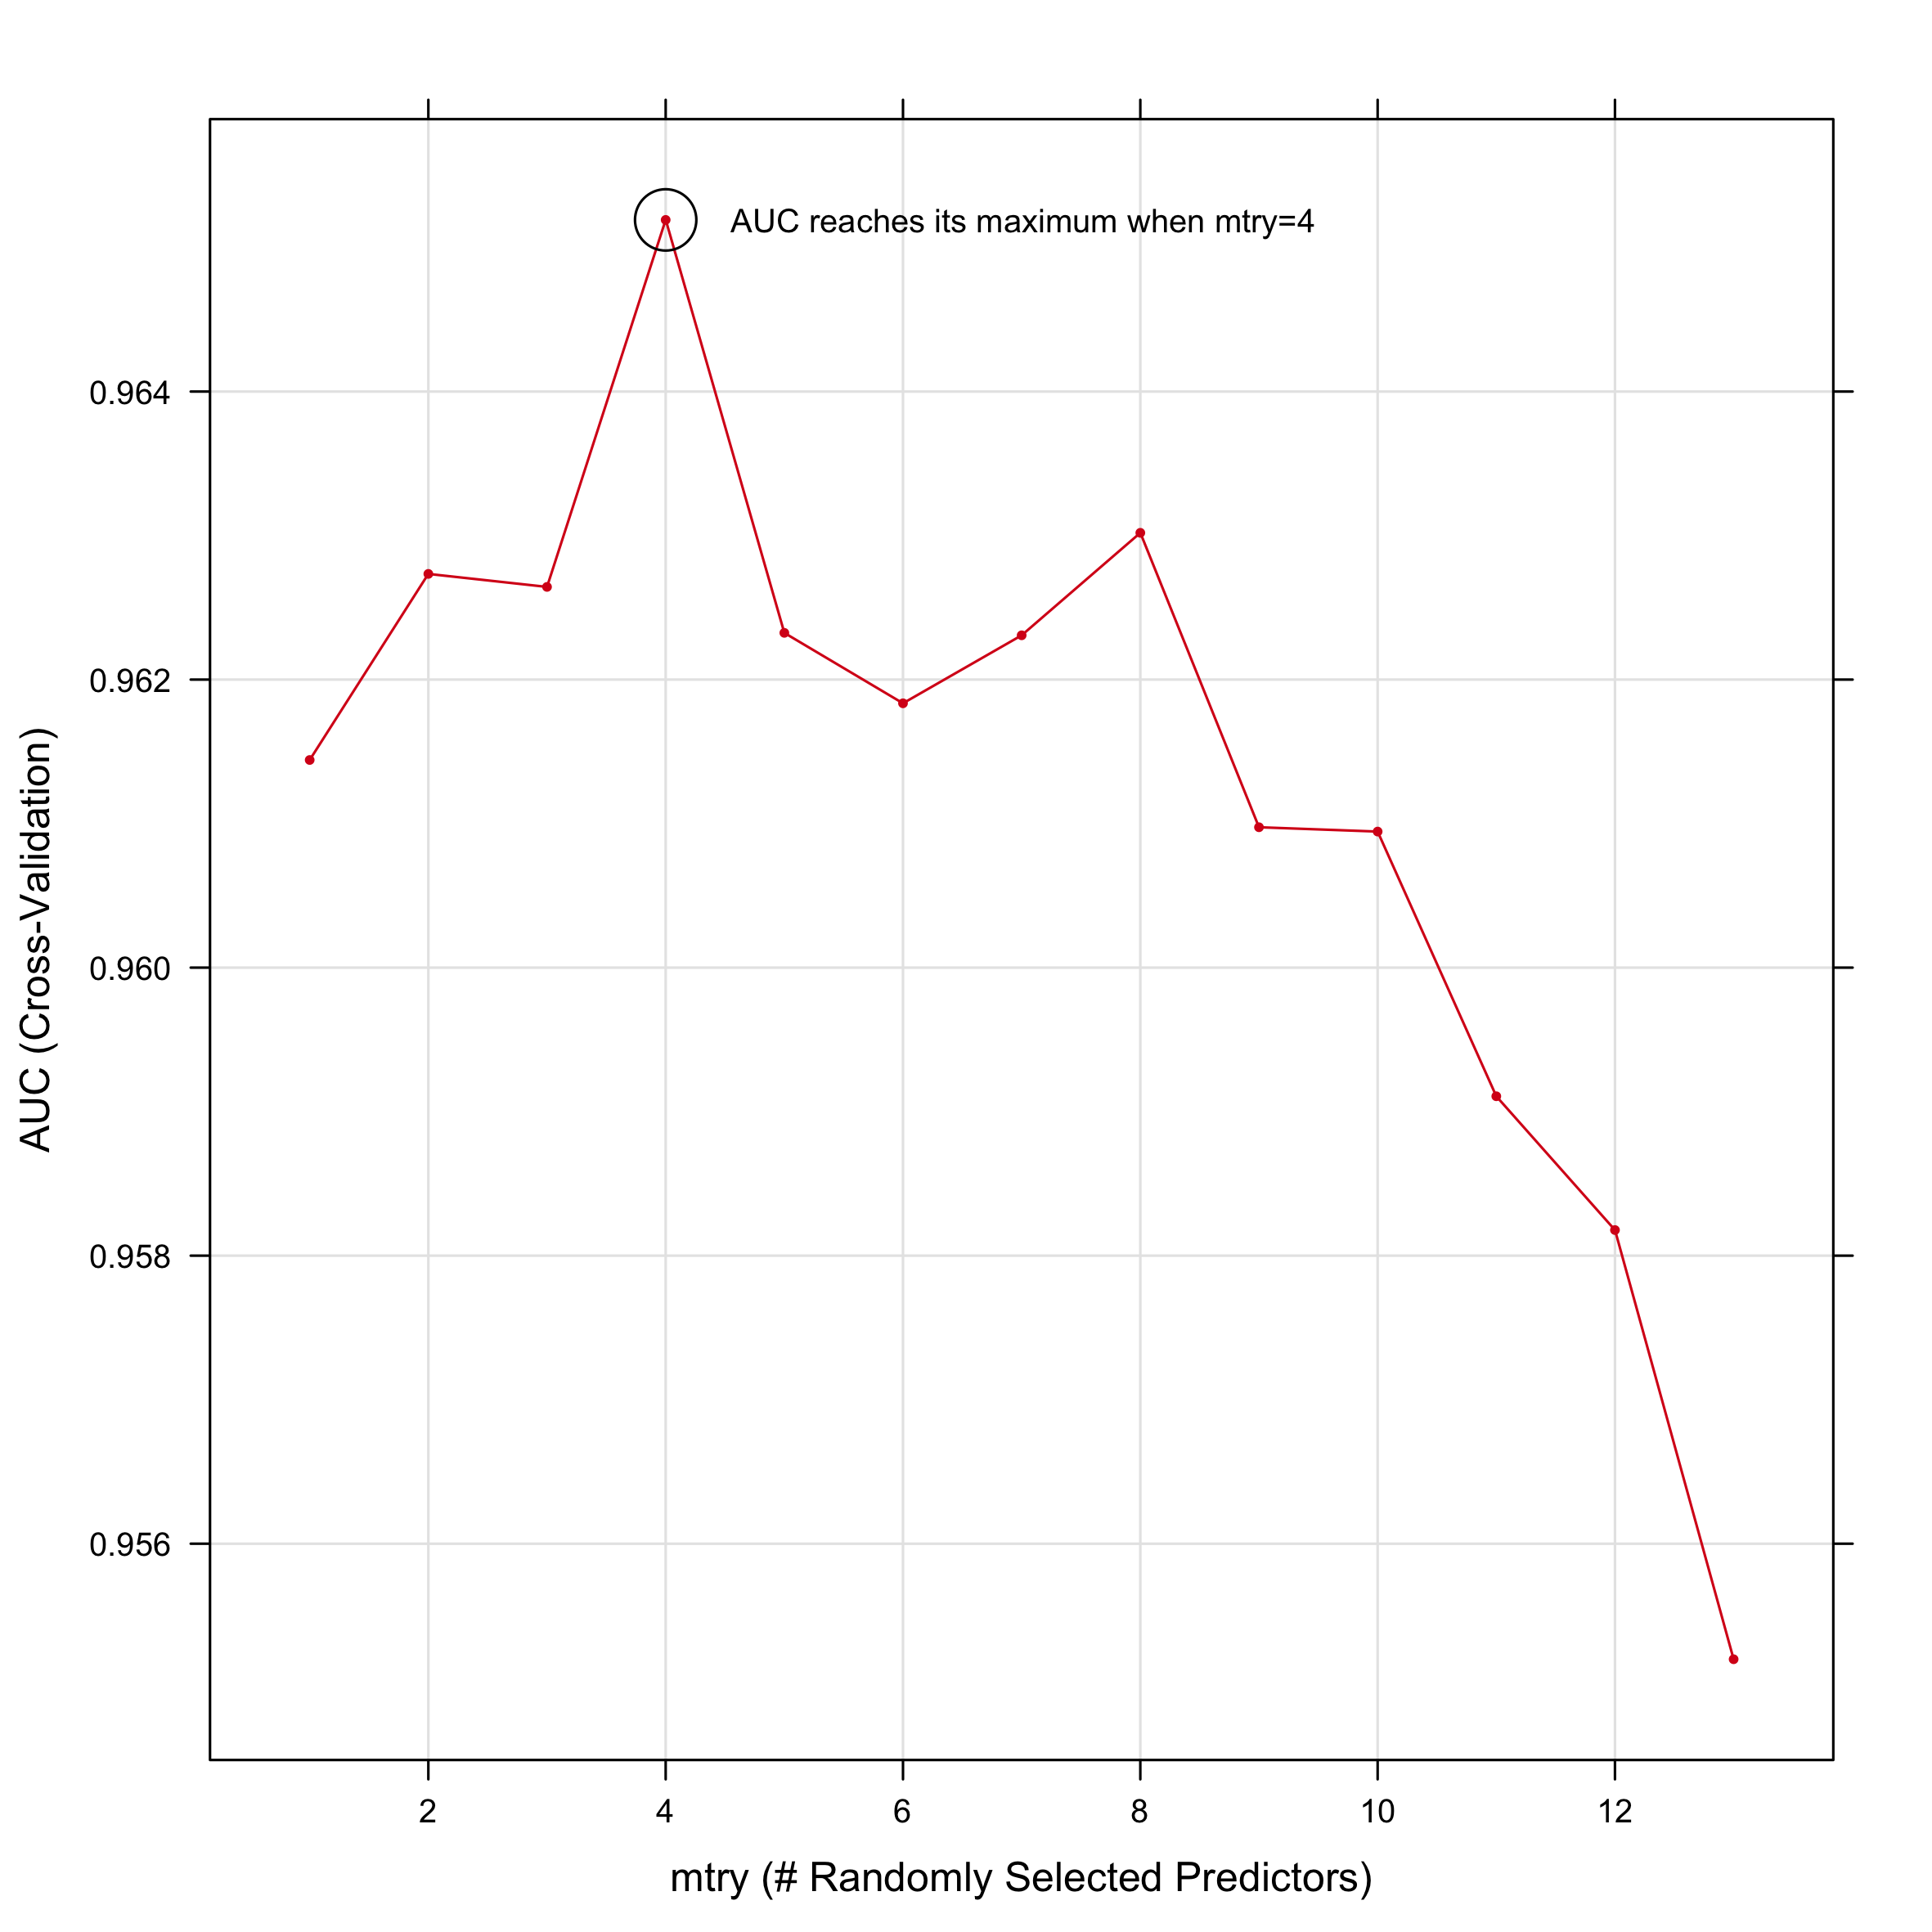 AUC reaches its maximum when mtry=4
0.964
0.962
0.960
0.958
0.956
AUC (Cross-Validation)
2 4 6 8 10 12
mtry (# Randomly Selected Predictors)